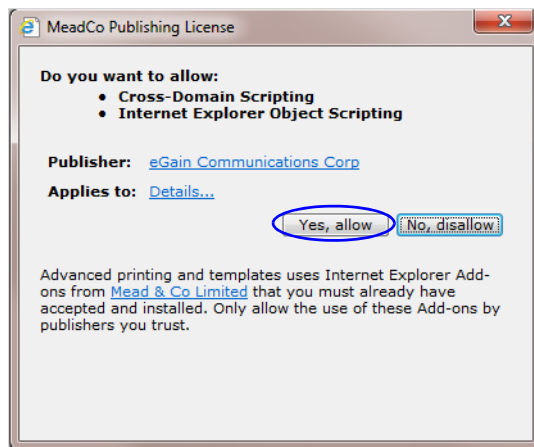 MeadCo Publishing License
Do you want to allow:
• Cross-Domain Scripting
• Internet Explorer Object Scripting
Publisher: eGain Communications Corp
Applies to: Details...
Yes, allow No, disallow
Advanced printing and templates uses Internet Explorer Add-
ons from Mead & Co Limited that you must already have
accepted and installed. Only allow the use of these Add-ons by
publishers you trust.